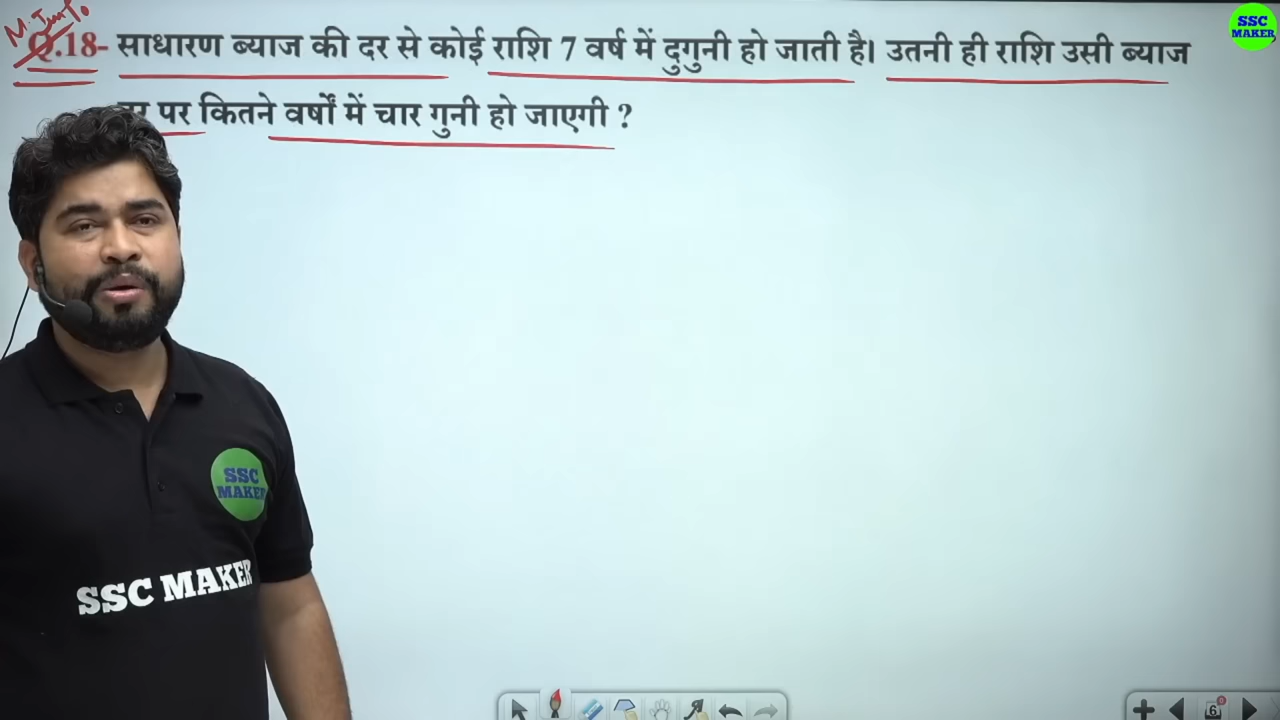 M. Imp.
SSC
MAKER
Q.18- साधारण ब्याज की दर से कोई राशि 7 वर्ष में दुगुनी हो जाती है। उतनी ही राशि उसी ब्याज
पर कितने वर्षों में चार गुनी हो जाएगी ?
SSC
MAKER
SSC MAKER
6